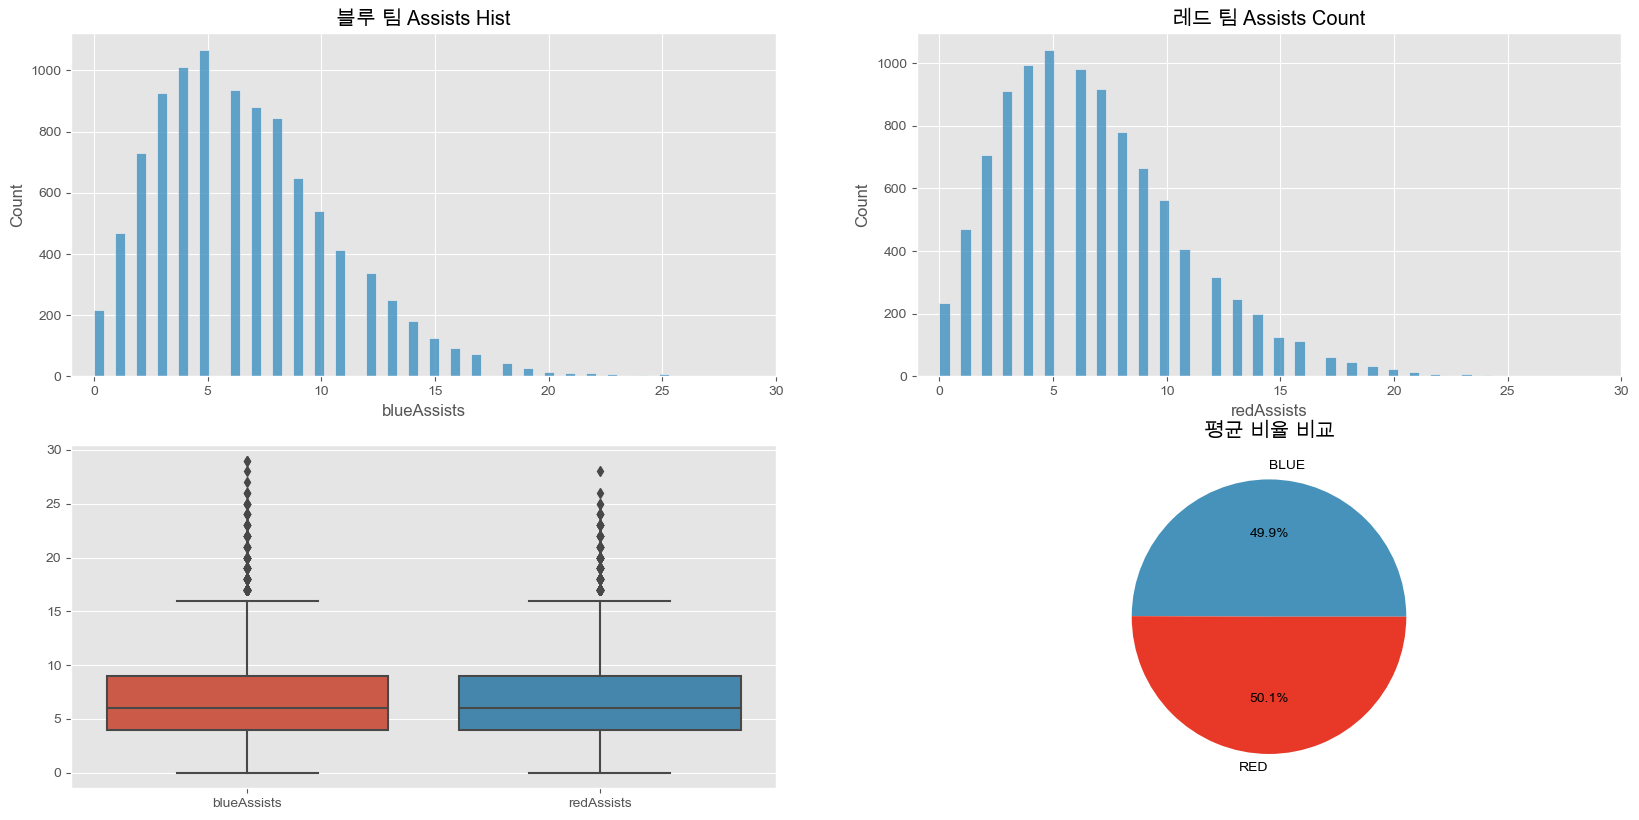 블루 팀 Assists Hist
Count
1000
800
600
400
200
0
0 5 10 15 20 25 30
blueAssists
레드 팀 Assists Count
Count
1000
800
600
400
200
0
0 5 10 15 20 25 30
redAssists
30
25
20
15
10
5
0
blueAssists redAssists
평균 비율 비교
BLUE
49.9%
50.1%
RED